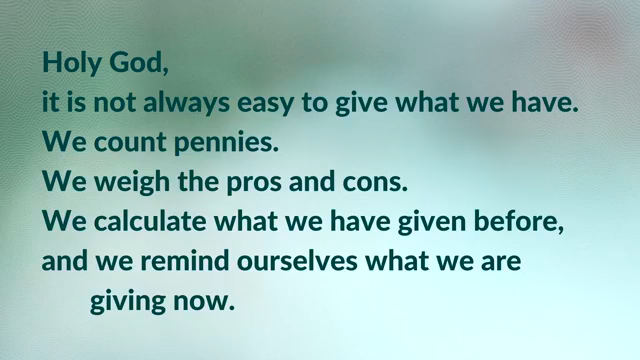 Holy God,
it is not always easy to give what we have.
We count pennies.
We weigh the pros and cons.
We calculate what we have given before,
and we remind ourselves what we are
giving now.